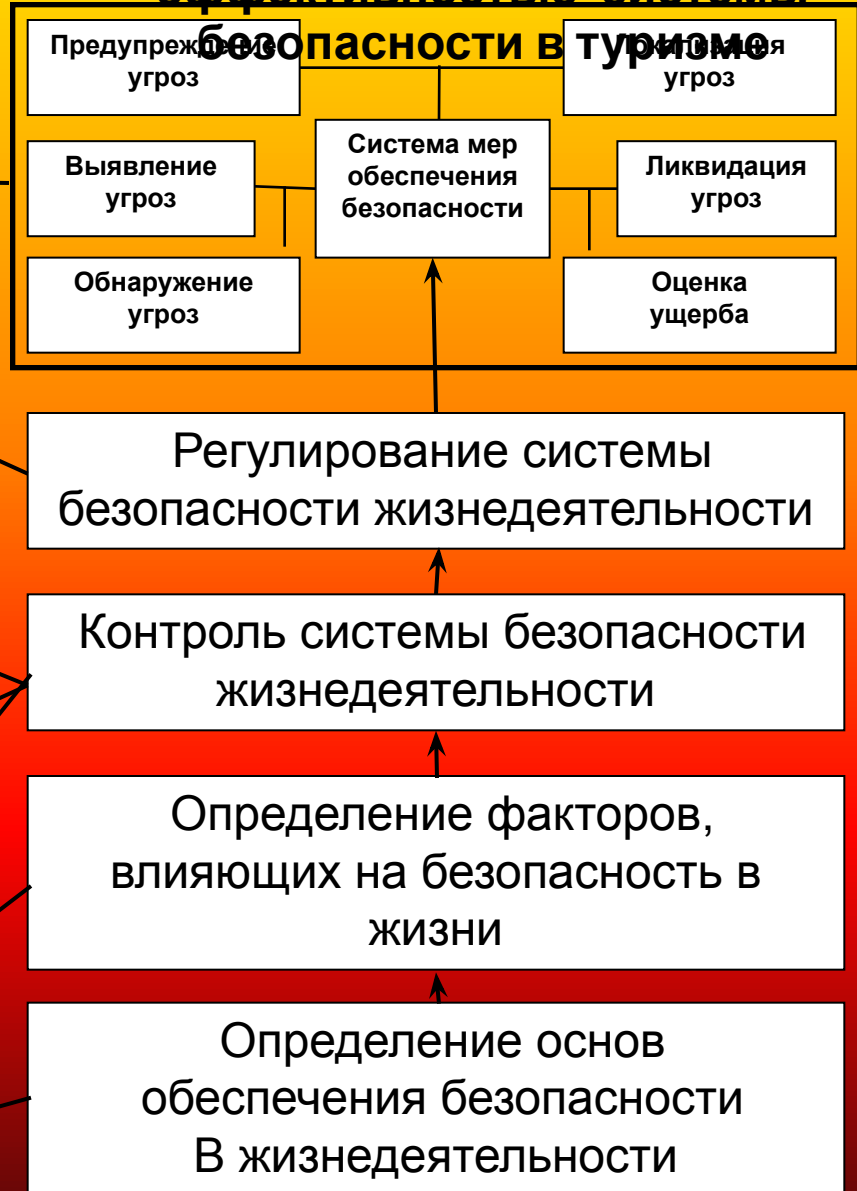 безопасности в туризме
Предупреждение
угроз
угроз
Выявление
угроз
Система мер
обеспечения
безопасности
Ликвидация
угроз
Обнаружение
угроз
Оценка
ущерба
Регулирование системы
безопасности жизнедеятельности
Контроль системы безопасности
жизнедеятельности
Определение факторов,
влияющих на безопасность в
жизни
Определение основ
обеспечения безопасности
В жизнедеятельности